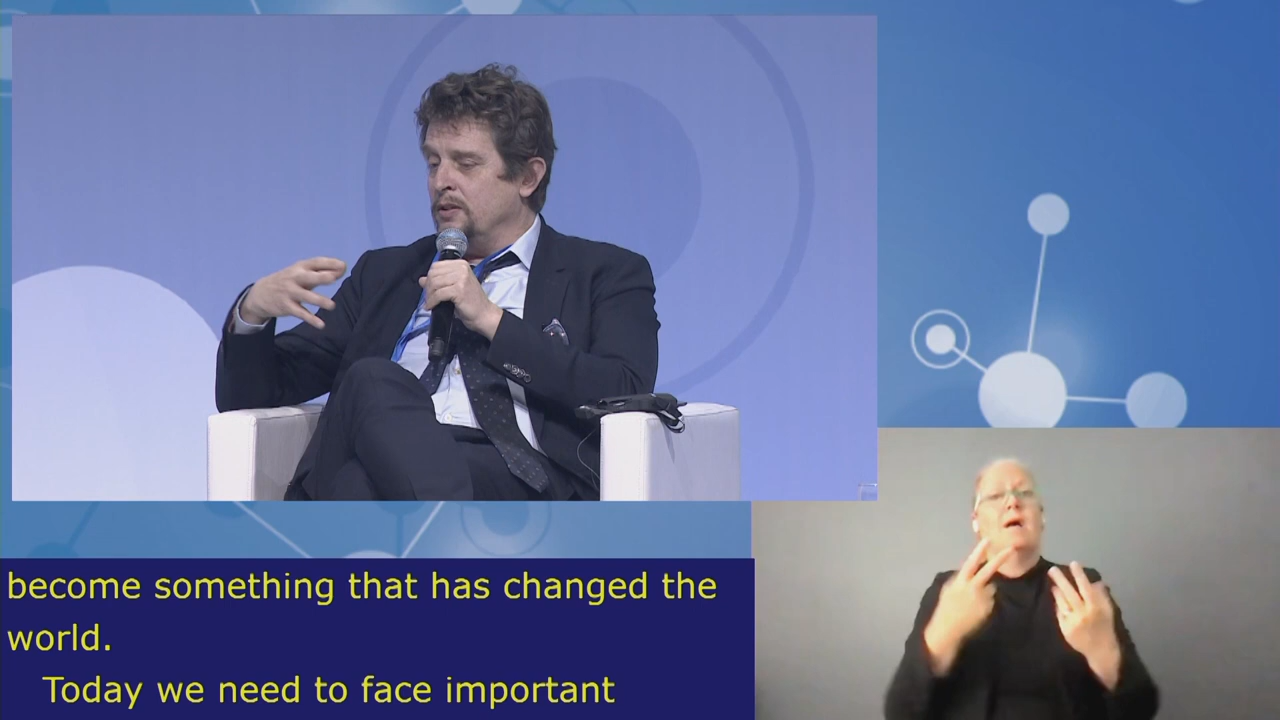 become something that has changed the
world.
Today we need to face important